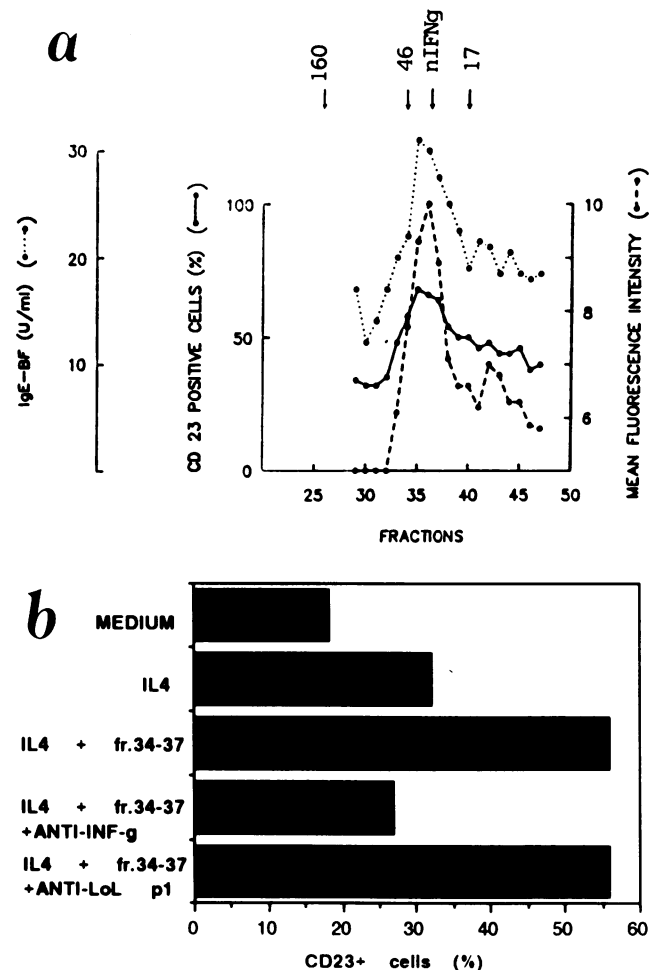 a
160
46
nIFNg
17
IgE-BF (U/ml) (
)
30
20
10
CD 23 POSITIVE CELLS (%) (
)
100
50
0
MEAN FLUORESCENCE INTENSITY (
)
10
8
6
25 30 35 40 45 50
FRACTIONS
b
MEDIUM
IL4
IL4 + fr.34-37
IL4 + fr.34-37
+ANTI-INF-g
IL4 + fr.34-37
+ANTI-LoL p1
0 10 20 30 40 50 60
CD23+ cells (%)